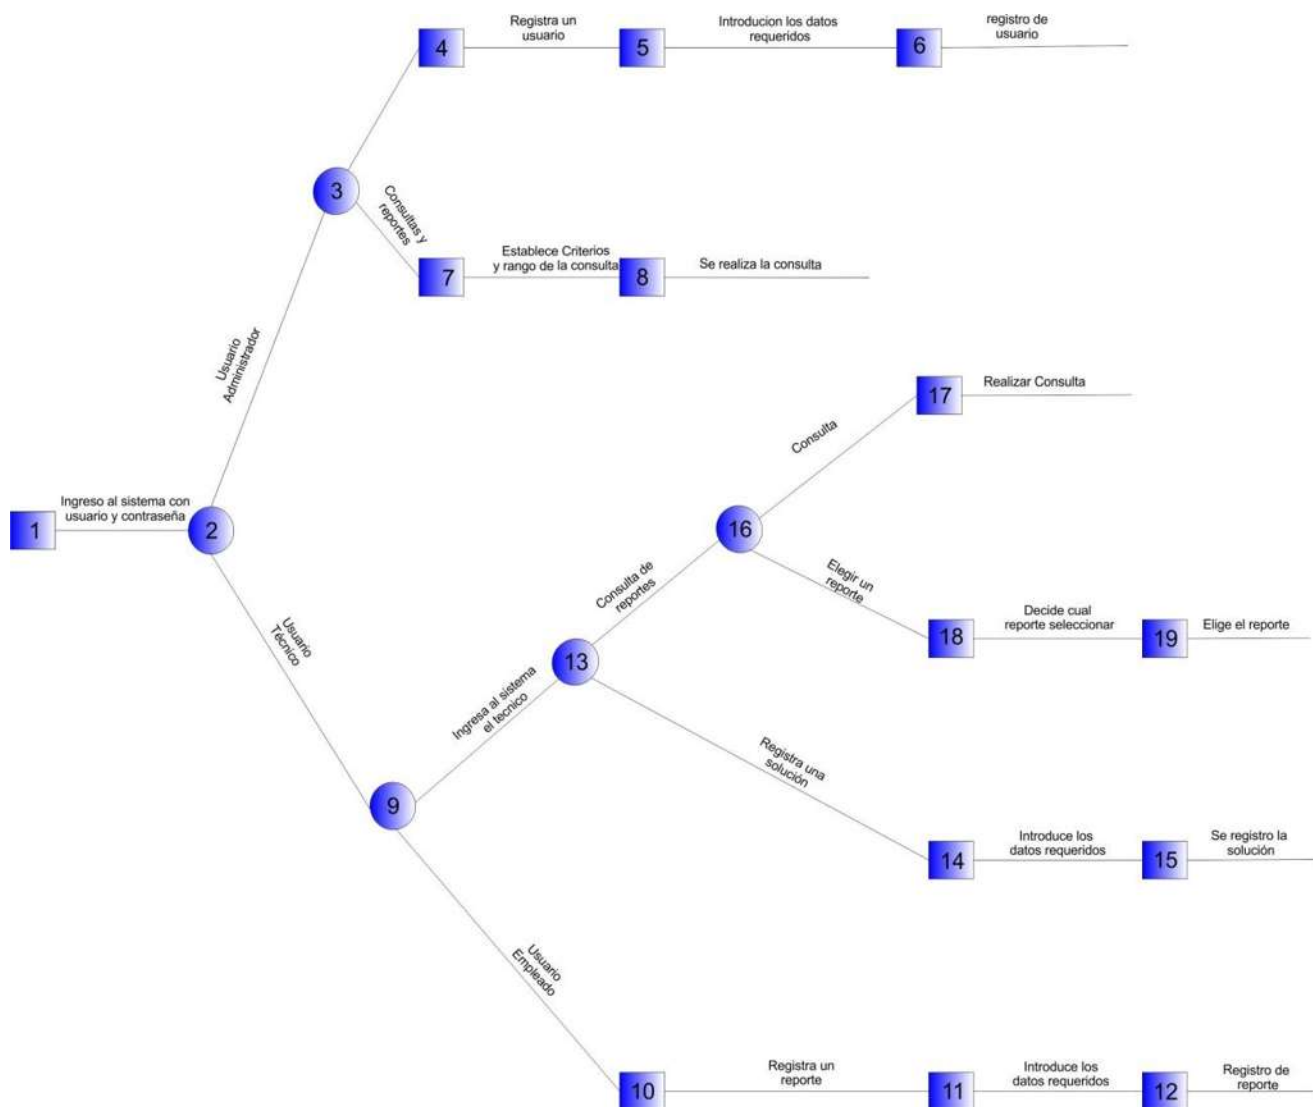 Registra un
usuario
Introducion los datos
requeridos
registro de
usuario
4
5
6
3
Consultas y
reportes
Establece Criterios
y rango de la consulta
Se realiza la consulta
7
8
Usuario
Administrador
Realizar Consulta
17
Consulta
Ingreso al sistema con
usuario y contraseña
1
2
16
Consulta de
reportes
Elegir un
reporte
Decide cual
reporte seleccionar
Elige el reporte
18
19
Usuario
Técnico
13
Ingresa al sistema
el tecnico
Registra una
solución
9
Introduce los
datos requeridos
Se registro la
solución
14
15
Usuario
Empleado
Registra un
reporte
Introduce los
datos requeridos
Registro de
reporte
10
11
12